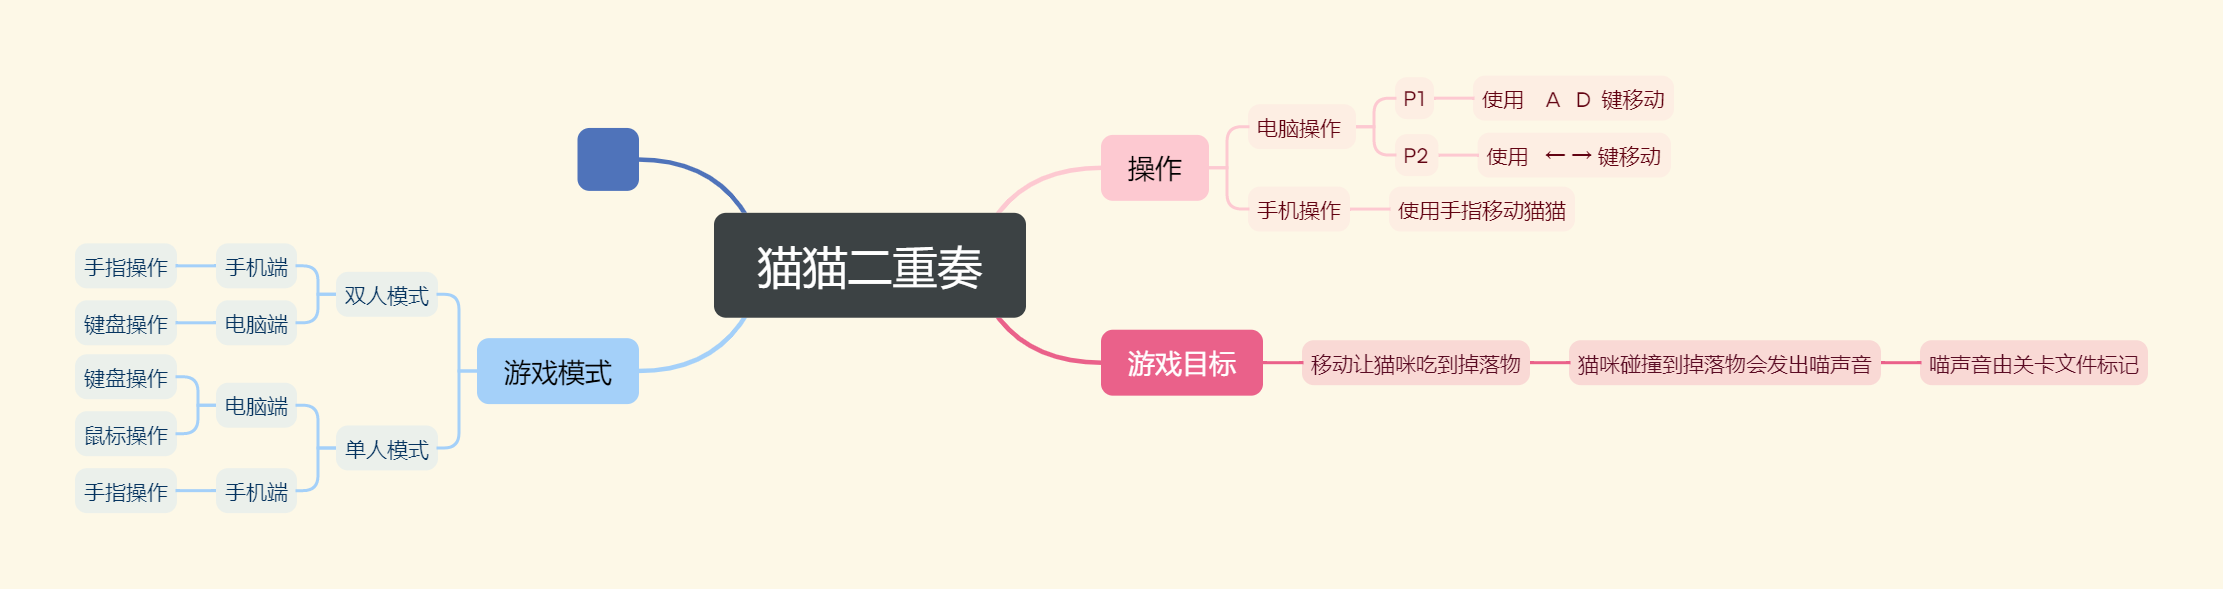 猫猫二重奏
操作
电脑操作
P1
使用 A D 键移动
P2
使用 ←→ 键移动
手机操作
使用手指移动猫猫
游戏目标
移动让猫咪吃到掉落物
猫咪碰撞到掉落物会发出喵声音
喵声音由关卡文件标记
游戏模式
双人模式
手机端
手指操作
电脑端
键盘操作
单人模式
电脑端
键盘操作
鼠标操作
手机端
手指操作